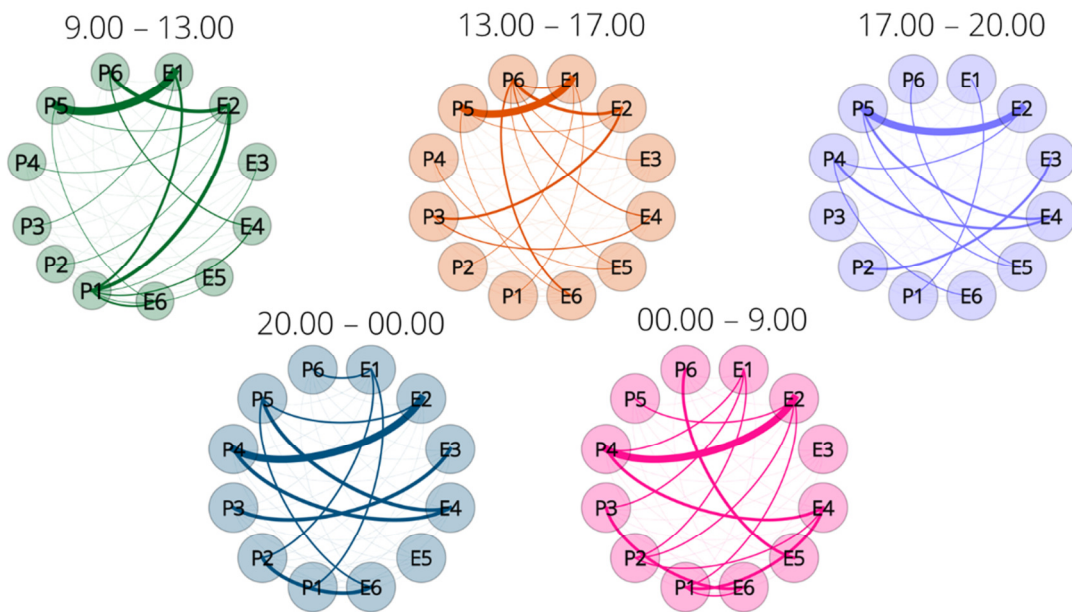 9.00 – 13.00
P6 E1
P5 E2
P4 E3
P3 E4
P2 E5
P1 E6
13.00 – 17.00
P6 E1
P5 E2
P4 E3
P3 E4
P2 E5
P1 E6
17.00 – 20.00
P6 E1
P5 E2
P4 E3
P3 E4
P2 E5
P1 E6
20.00 – 00.00
P6 E1
P5 E2
P4 E3
P3 E4
P2 E5
P1 E6
00.00 – 9.00
P6 E1
P5 E2
P4 E3
P3 E4
P2 E5
P1 E6